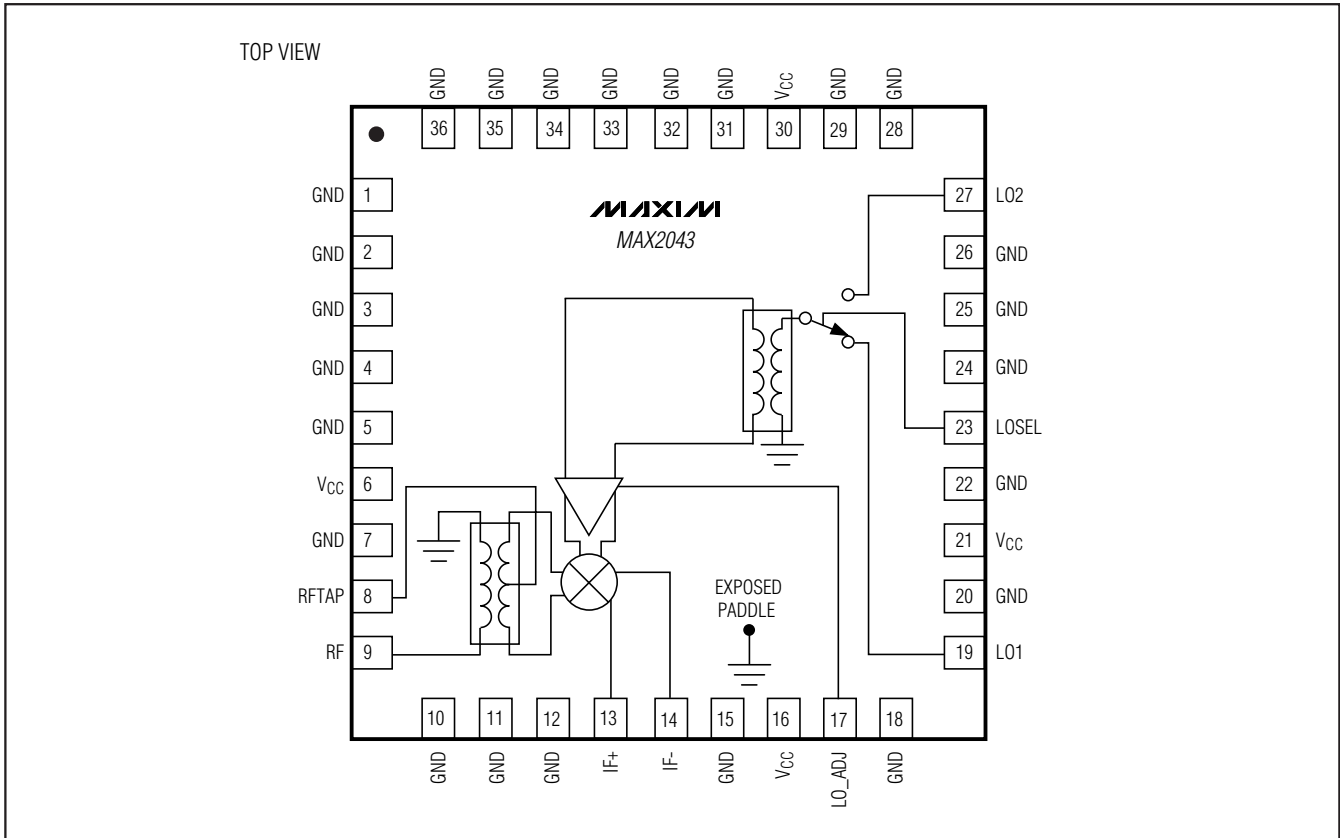 TOP VIEW
GND GND GND GND GND GND VCC GND GND
36 35 34 33 32 31 30 29 28
MAXIM
MAX2043
GND 1
GND 2
GND 3
GND 4
GND 5
VCC 6
GND 7
RFTAP 8
RF 9
27 LO2
26 GND
25 GND
24 GND
23 LOSEL
22 GND
21 VCC
20 GND
19 LO1
EXPOSED
PADDLE
10 11 12 13 14 15 16 17 18
GND GND GND IF+ IF- GND VCC LO_ADJ GND